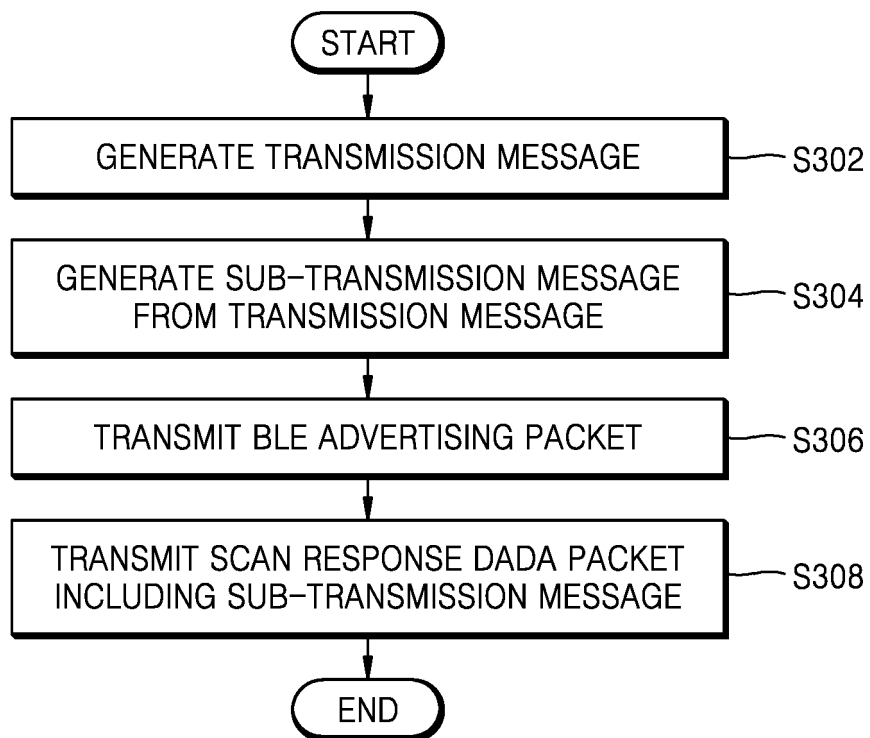 START
GENERATE TRANSMISSION MESSAGE
S302
GENERATE SUB-TRANSMISSION MESSAGE
FROM TRANSMISSION MESSAGE
S304
TRANSMIT BLE ADVERTISING PACKET
S306
TRANSMIT SCAN RESPONSE DADA PACKET
INCLUDING SUB-TRANSMISSION MESSAGE
S308
END